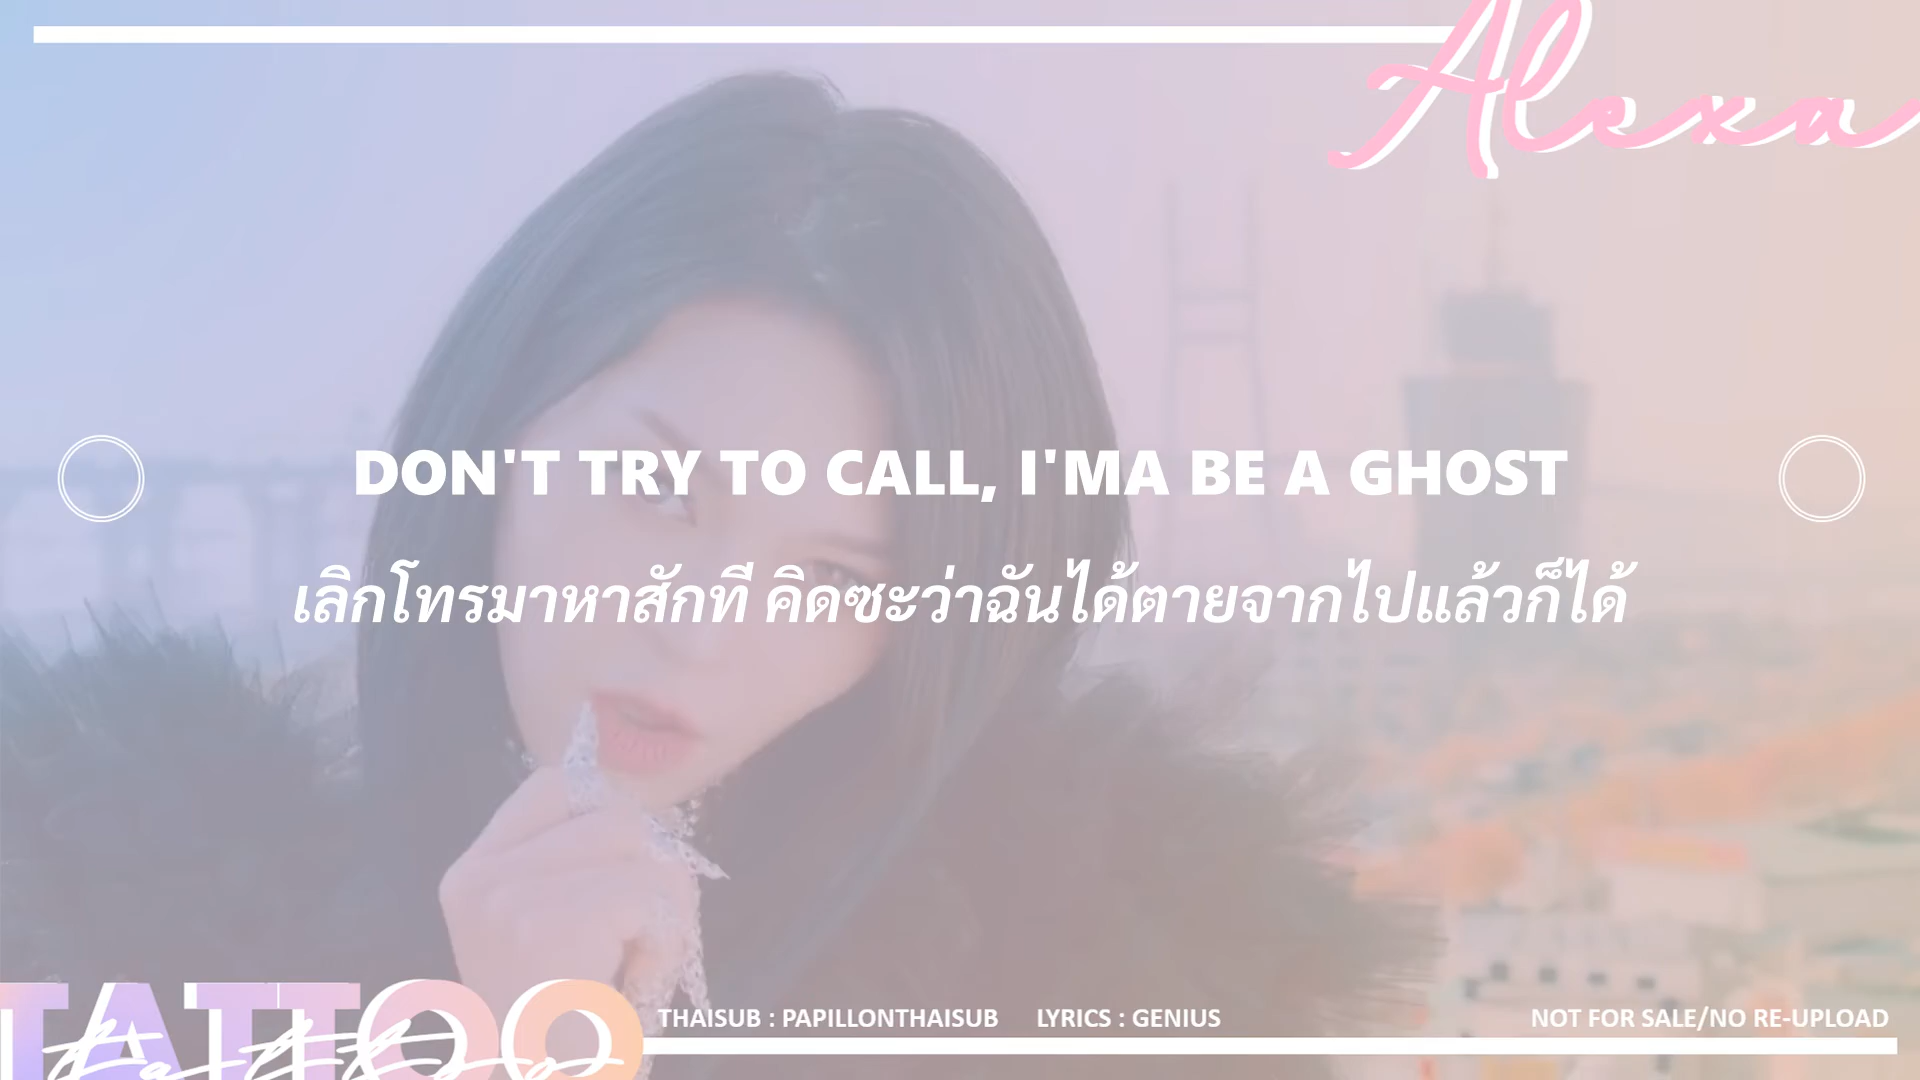 Alexa
DON'T TRY TO CALL, I'MA BE A GHOST
เลิกโทรมาหาสักที คิดซะว่าฉันได้ตายจากไปแล้วก็ได้
TATTOO
Tattoo
THAISUB : PAPILLONTHAISUB LYRICS : GENIUS
NOT FOR SALE/NO RE-UPLOAD